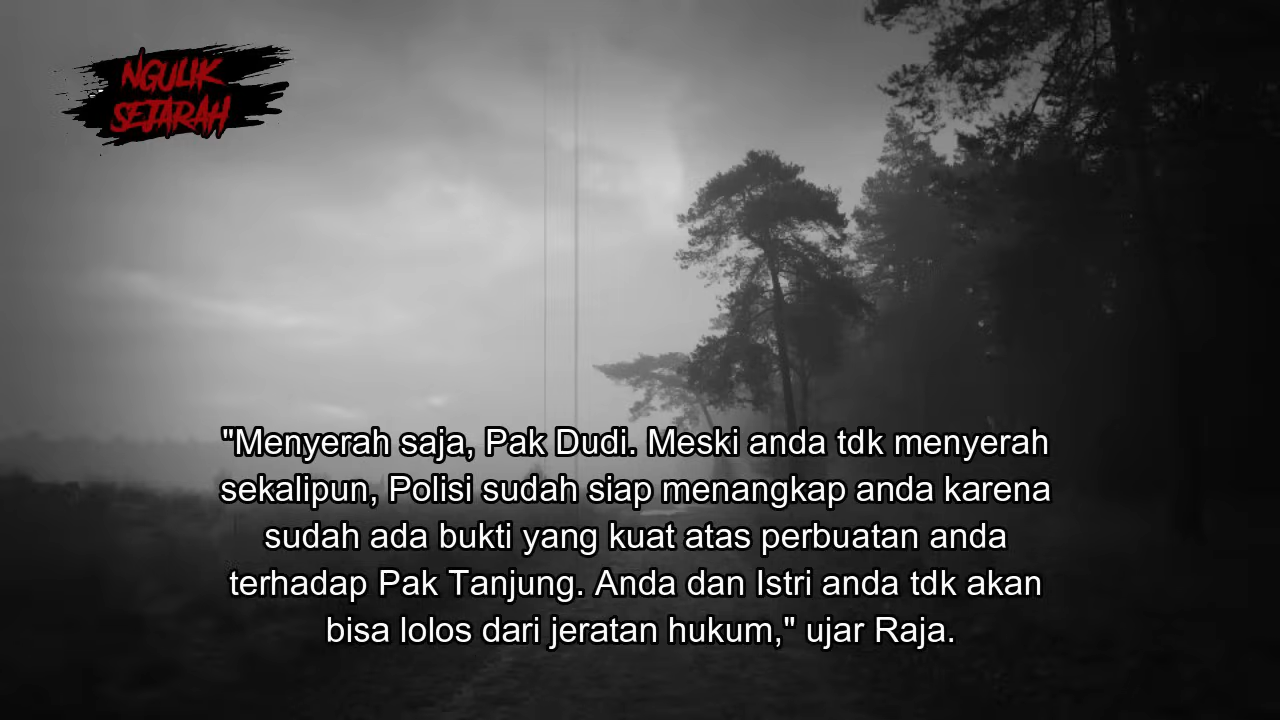 NGULIK
SEJARAH
"Menyerah saja, Pak Dudi. Meski anda tdk menyerah
sekalipun, Polisi sudah siap menangkap anda karena
sudah ada bukti yang kuat atas perbuatan anda
terhadap Pak Tanjung. Anda dan Istri anda tdk akan
bisa lolos dari jeratan hukum," ujar Raja.